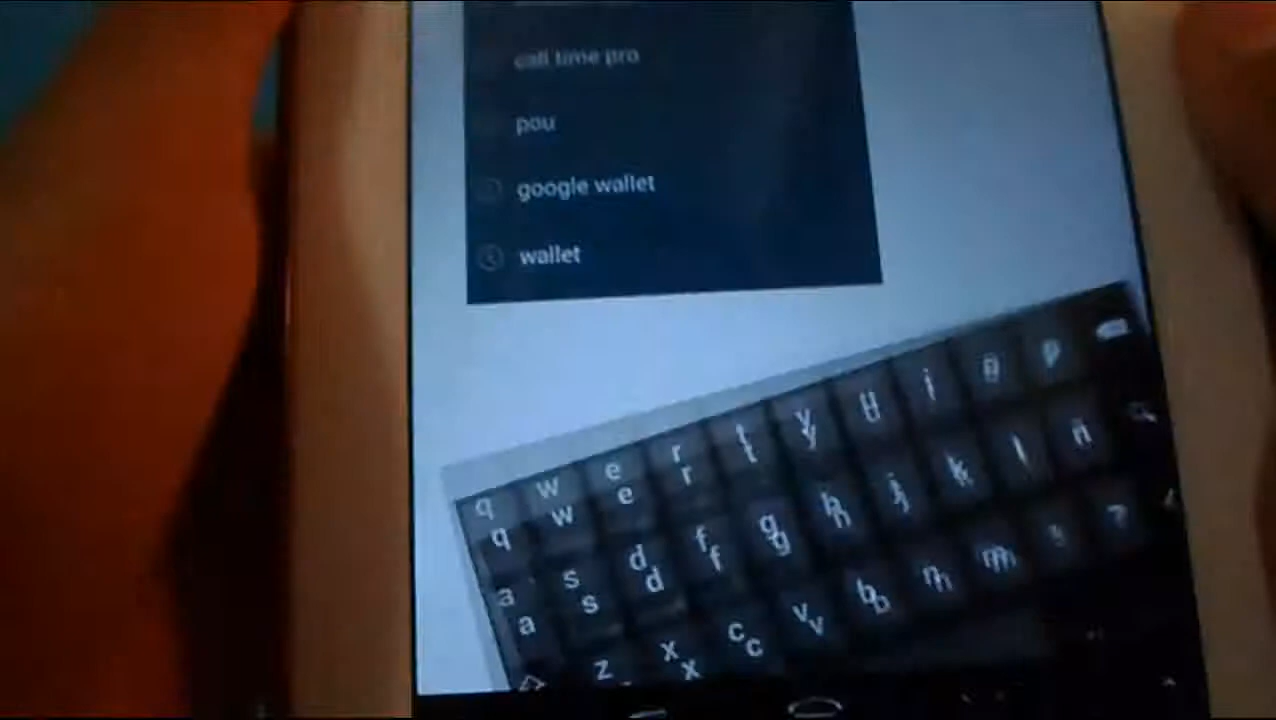 call time pro
pou
google wallet
wallet
q w e r t y u i o p
q w e r t y
a s d f g h j k l ñ
a s d f g h j
z x c v b n m
x c v b n m